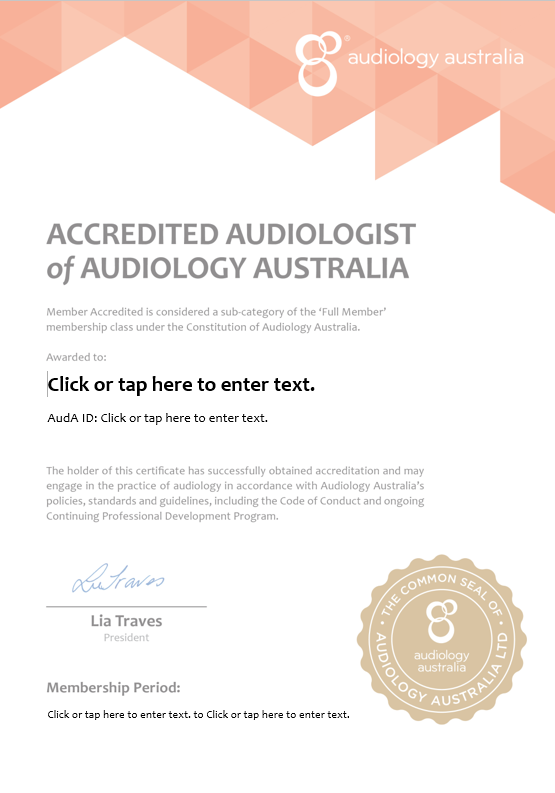 ® audiology australia
ACCREDITED AUDIOLOGIST
of AUDIOLOGY AUSTRALIA
Member Accredited is considered a sub-category of the ‘Full Member’
membership class under the Constitution of Audiology Australia.
Awarded to:
Click or tap here to enter text.
AudA ID: Click or tap here to enter text.
The holder of this certificate has successfully obtained accreditation and may
engage in the practice of audiology in accordance with Audiology Australia’s
policies, standards and guidelines, including the Code of Conduct and ongoing
Continuing Professional Development Program.
Lia Traves
Lia Traves
President
• THE COMMON SEAL OF •
audiology
australia
AUDIOLOGY AUSTRALIA LTD
Membership Period:
Click or tap here to enter text. to Click or tap here to enter text.